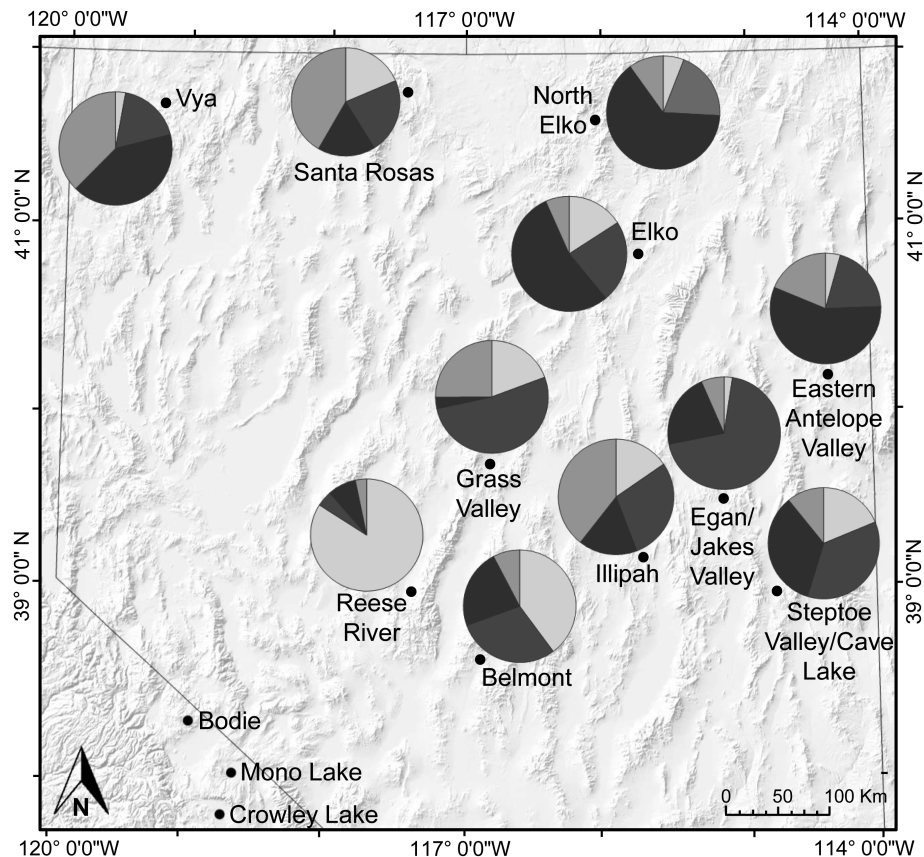 120° 0'0"W
117° 0'0"W
114° 0'0"W
Vya
Santa Rosas
North
Elko
41° 0'0" N
41° 0'0" N
Elko
Eastern
Antelope
Valley
Grass
Valley
Egan/
Jakes
Valley
Illipah
39° 0'0" N
39° 0'0" N
Reese
River
Steptoe
Valley/Cave
Lake
Belmont
Bodie
Mono Lake
Crowley Lake
N
0 50 100 Km
120° 0'0"W
117° 0'0"W
114° 0'0"W